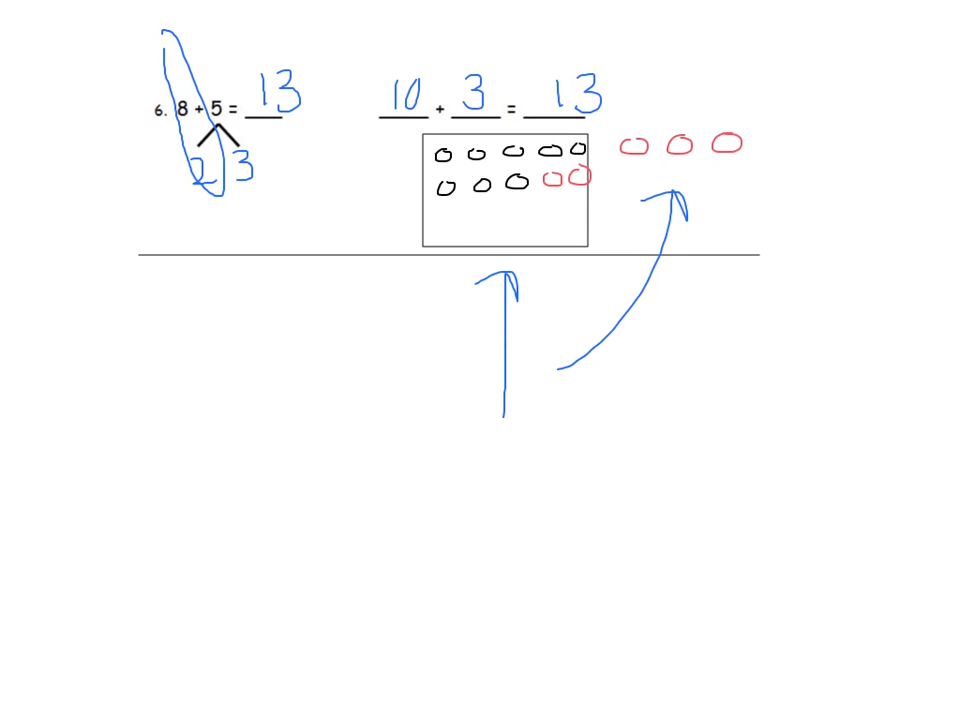 6. 8 + 5 = 13 10 + 3 = 13
2 3